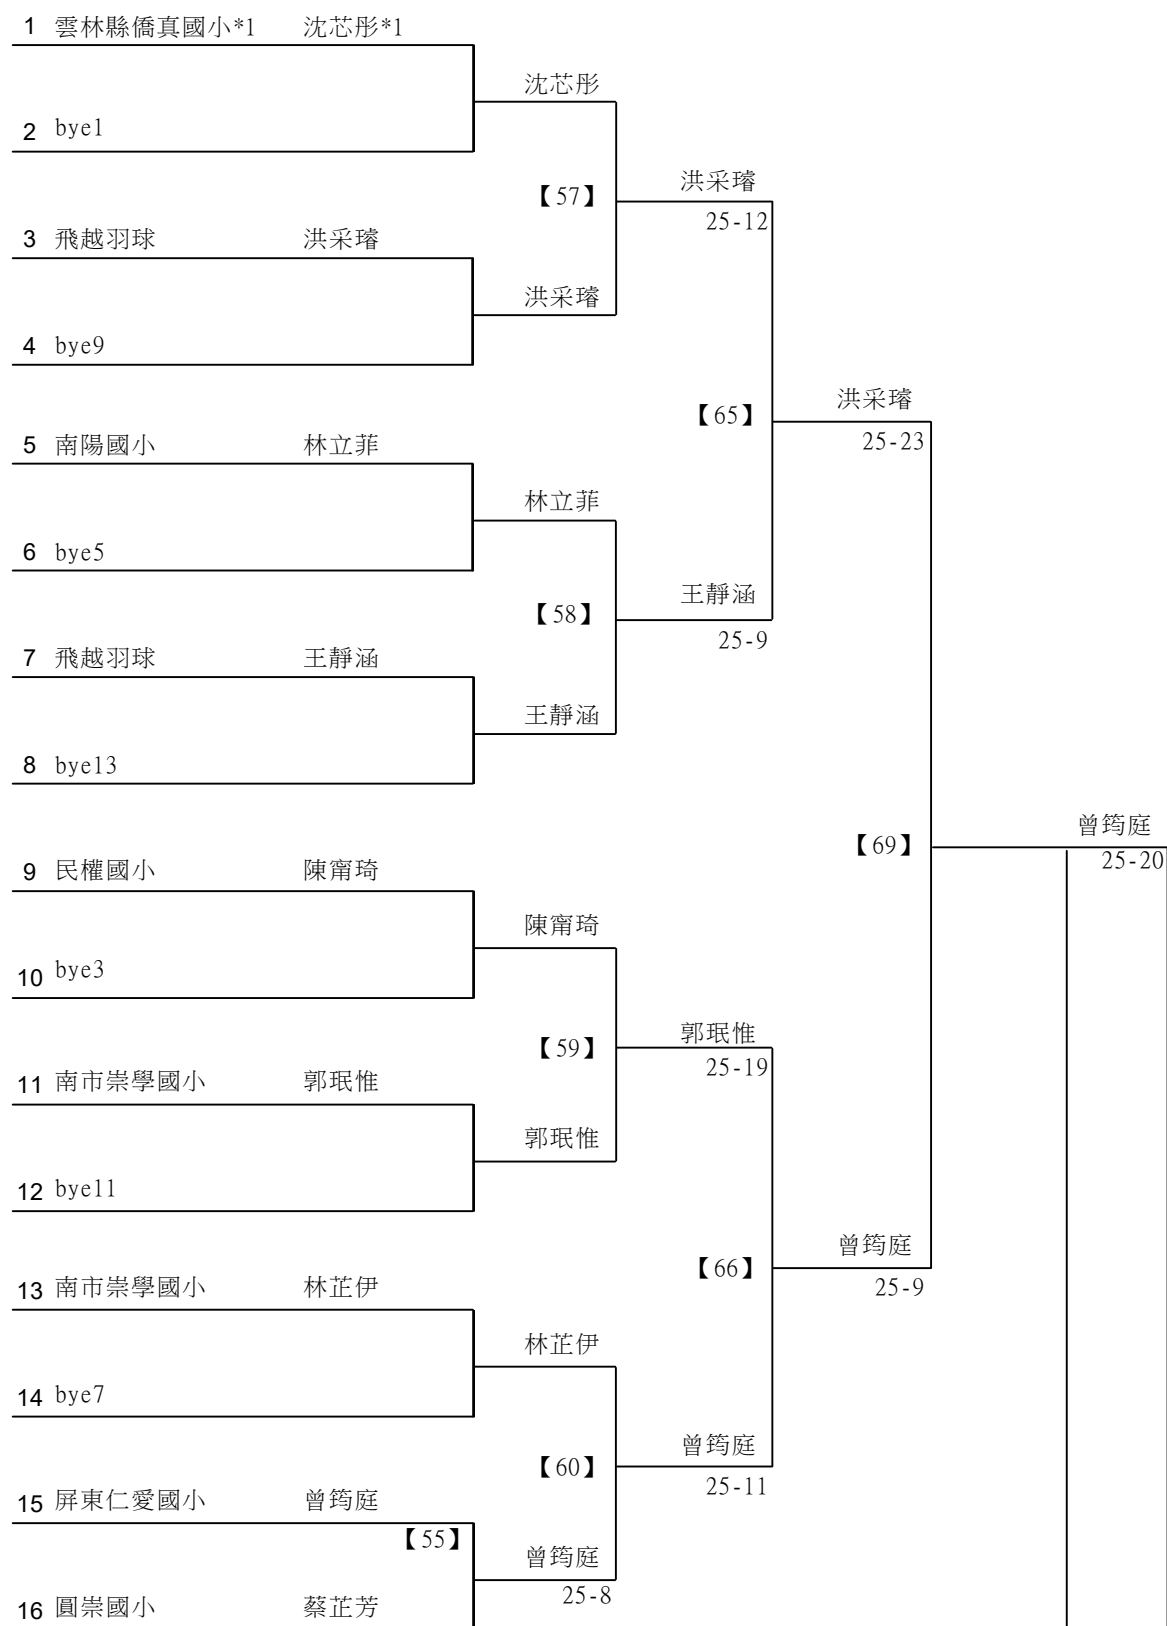 1 雲林縣僑真國小*1 沈芯彤*1
沈芯彤
2 bye1
【57】
洪采璿
25-12
3 飛越羽球 洪采璿
洪采璿
4 bye9
【65】
洪采璿
25-23
5 南陽國小 林立菲
林立菲
6 bye5
【58】
王靜涵
25-9
7 飛越羽球 王靜涵
王靜涵
8 bye13
【69】
曾筠庭
25-20
9 民權國小 陳甯琦
陳甯琦
10 bye3
【59】
郭珉惟
25-19
11 南市崇學國小 郭珉惟
郭珉惟
12 bye11
【66】
曾筠庭
25-9
13 南市崇學國小 林芷伊
林芷伊
14 bye7
【60】
曾筠庭
25-11
15 屏東仁愛國小 曾筠庭
【55】
曾筠庭
25-8
16 圓崇國小 蔡芷芳